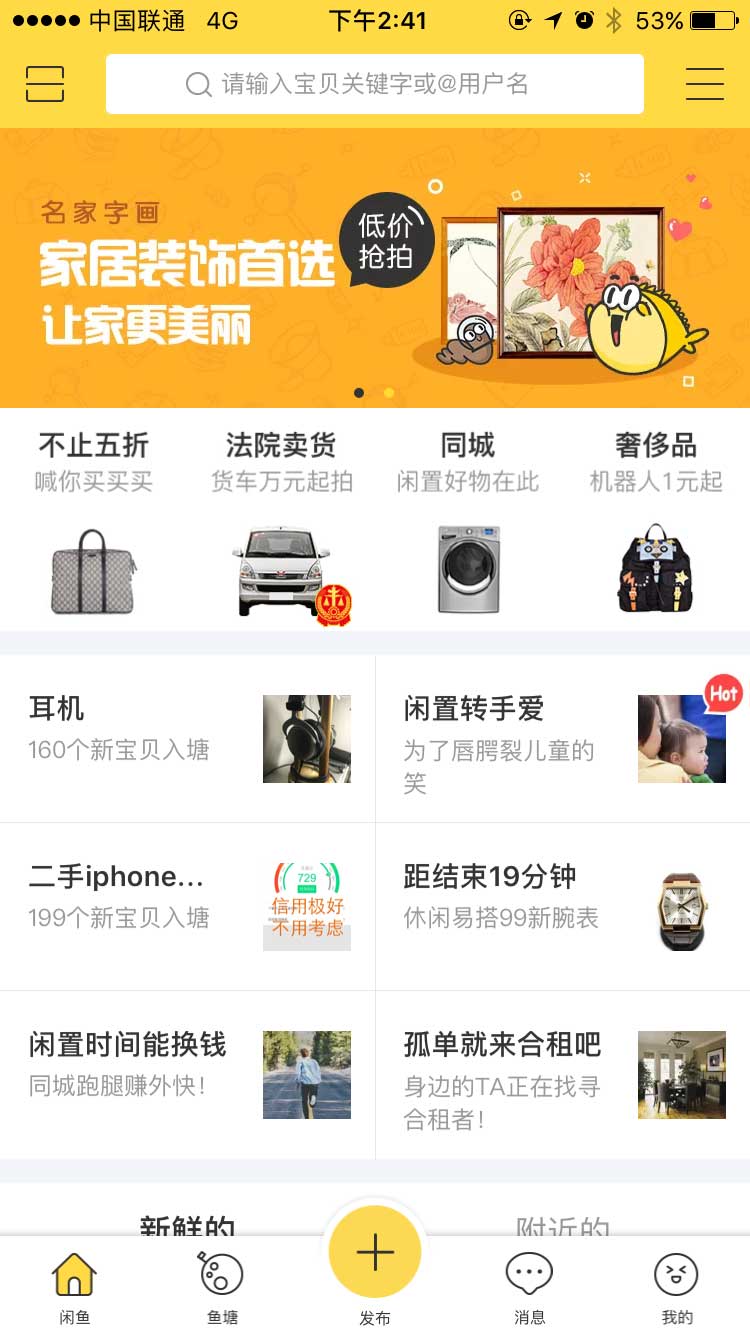 中国联通 4G 下午2:41 53%
请输入宝贝关键字或@用户名
名家字画
家居装饰首选
让家更美丽
低价
抢拍
不止五折
喊你买买买
法院卖货
货车万元起拍
同城
闲置好物在此
奢侈品
机器人1元起
耳机
160个新宝贝入塘
闲置转手爱
为了唇腭裂儿童的
笑
Hot
二手iphone...
199个新宝贝入塘
729
信用极好
不用考虑
距结束19分钟
休闲易搭99新腕表
闲置时间能换钱
同城跑腿赚外快！
孤单就来合租吧
身边的TA正在找寻
合租者！
新鲜的
附近的
闲鱼
鱼塘
发布
消息
我的